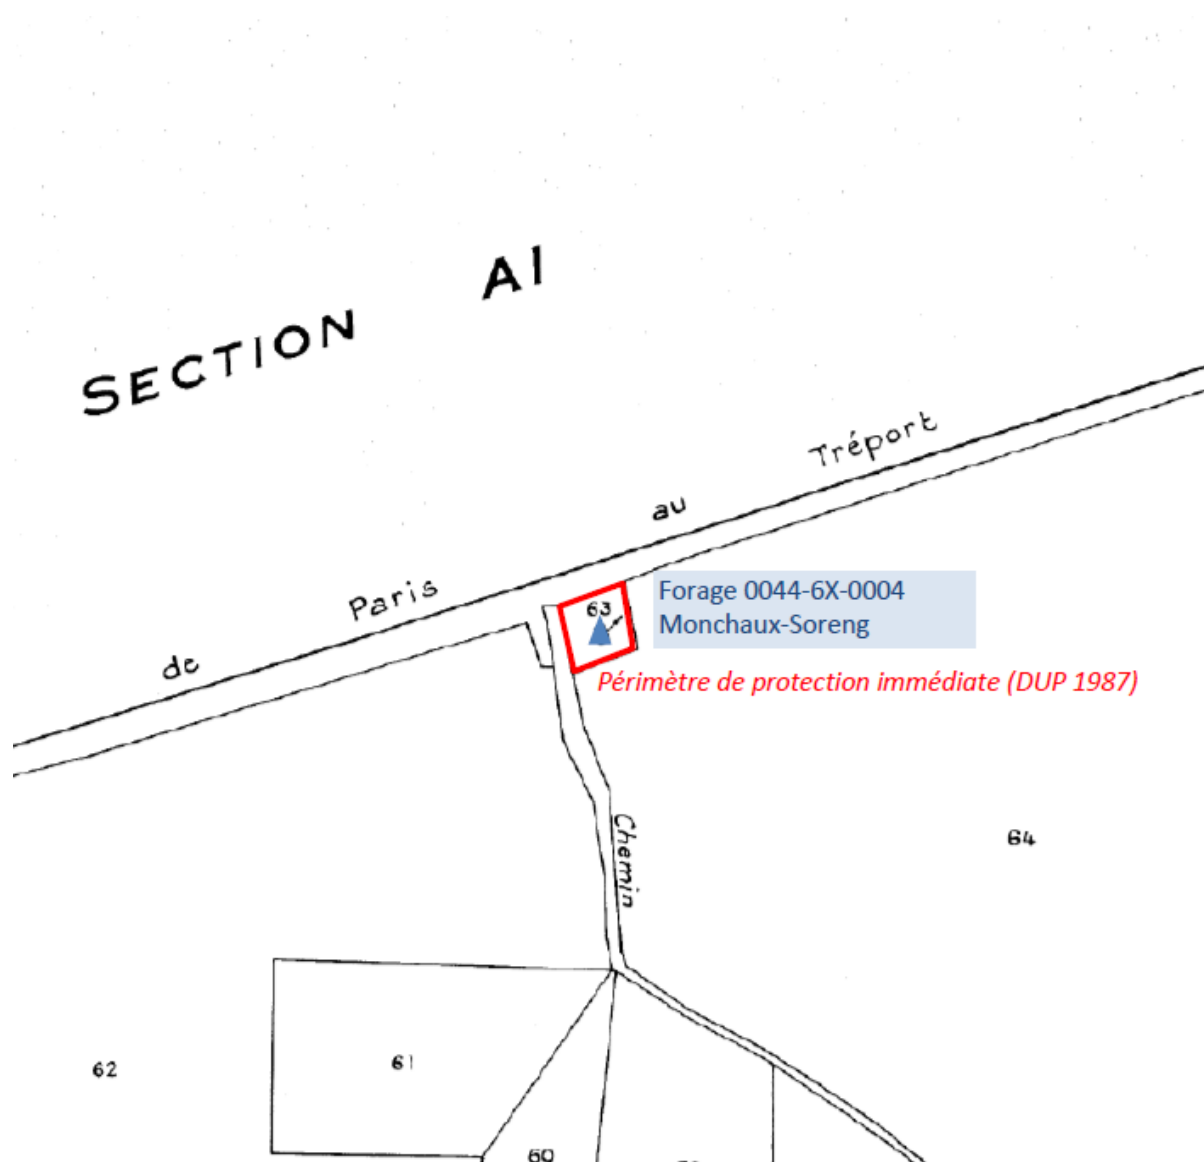 SECTION AI
de Paris au Tréport
63
Forage 0044-6X-0004
Monchaux-Soreng
Périmètre de protection immédiate (DUP 1987)
Chemin
64
62
61
60